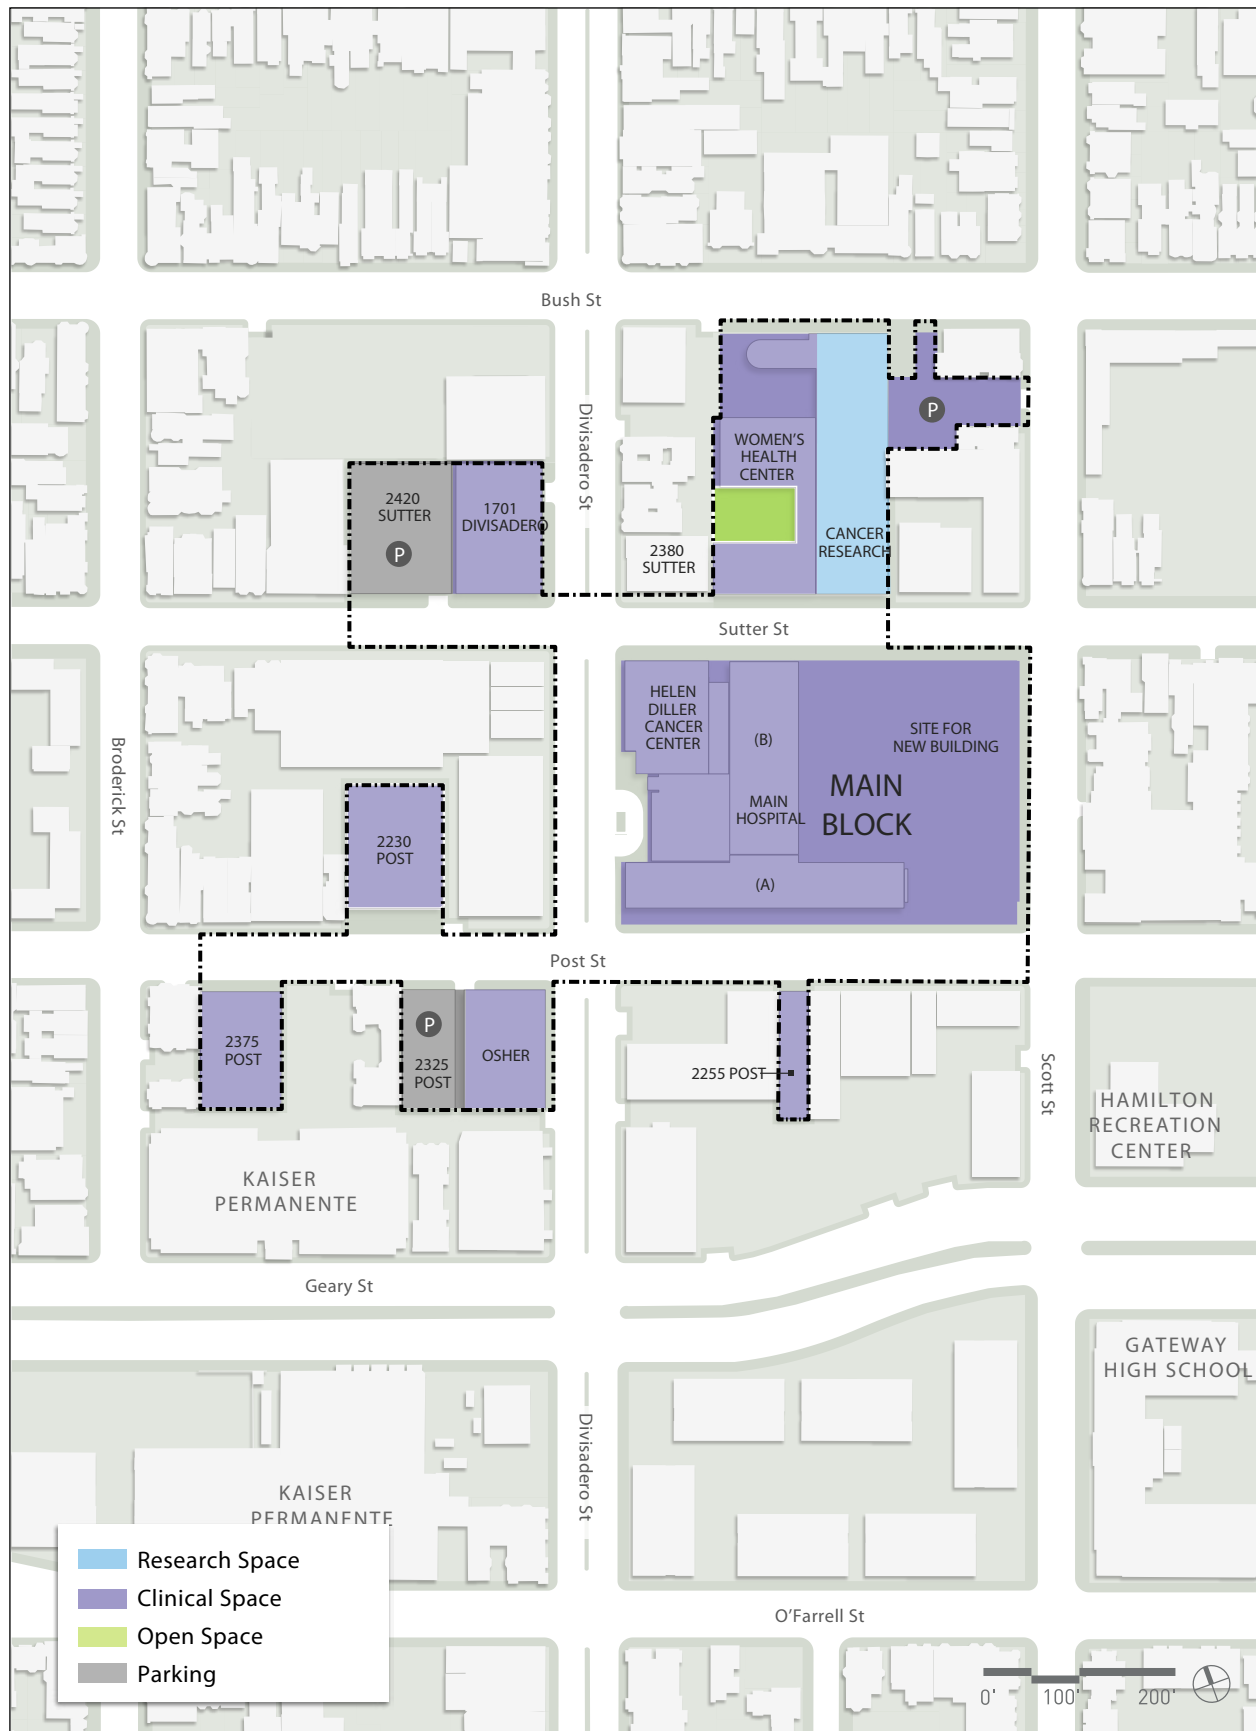 Bush St
Divisadero St
P
WOMEN'S
HEALTH
CENTER
2420
SUTTER
P
1701
DIVISADERO
CANCER
RESEARCH
2380
SUTTER
Sutter St
HELEN
DILLER
CANCER
CENTER
(B)
SITE FOR
NEW BUILDING
MAIN
BLOCK
MAIN
HOSPITAL
Broderick St
2230
POST
(A)
Post St
P
2375
POST
2325
POST
OSHER
2255 POST
Scott St
HAMILTON
RECREATION
CENTER
KAISER
PERMANENTE
Geary St
GATEWAY
HIGH SCHOOL
Divisadero St
KAISER
PERMANENTE
Research Space
Clinical Space
Open Space
Parking
O'Farrell St
0' 100' 200'